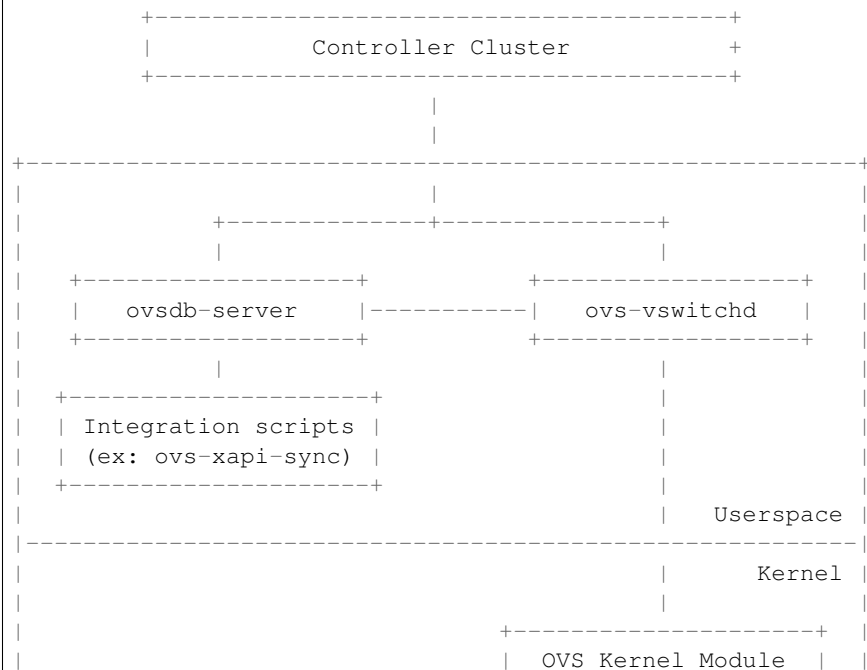 +-----------------------------------------+
| Controller Cluster +
+-----------------------------------------+
|
|
+----------------------------------------------------------+
| | |
| +--------------+----------------+ |
| | | |
| +--------------------+ +-------------------+ |
| | ovsdb-server |-----------| ovs-vswitchd | |
| +--------------------+ +-------------------+ |
| | | |
| +---------------------+ | |
| | Integration scripts | | |
| | (ex: ovs-xapi-sync) | | |
| +---------------------+ | |
| | Userspace |
|----------------------------------------------------------|
| | Kernel |
| | |
| +---------------------+ |
| | OVS Kernel Module | |